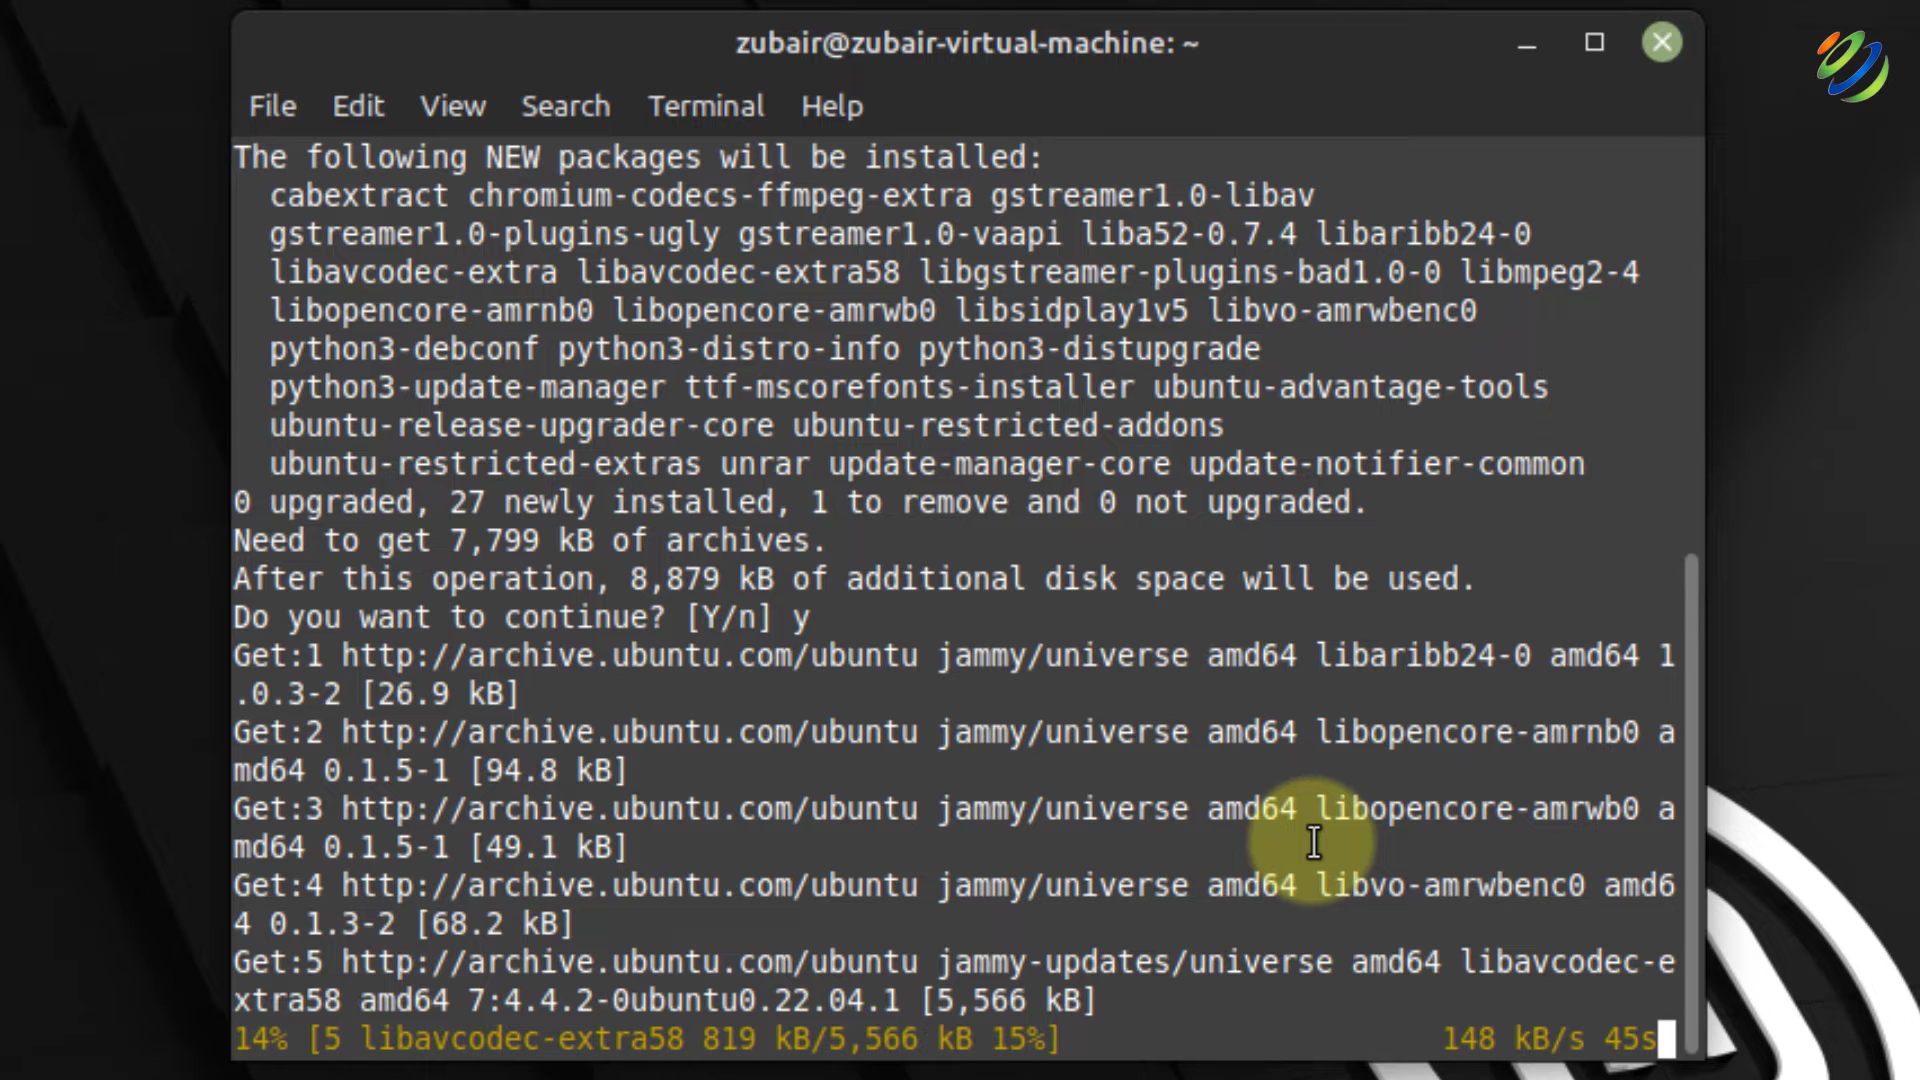 zubair@zubair-virtual-machine: ~
File Edit View Search Terminal Help
The following NEW packages will be installed:
  cabextract chromium-codecs-ffmpeg-extra gstreamer1.0-libav
  gstreamer1.0-plugins-ugly gstreamer1.0-vaapi liba52-0.7.4 libaribb24-0
  libavcodec-extra libavcodec-extra58 libgstreamer-plugins-bad1.0-0 libmpeg2-4
  libopencore-amrnb0 libopencore-amrwb0 libsidplay1v5 libvo-amrwbenc0
  python3-debconf python3-distro-info python3-distupgrade
  python3-update-manager ttf-mscorefonts-installer ubuntu-advantage-tools
  ubuntu-release-upgrader-core ubuntu-restricted-addons
  ubuntu-restricted-extras unrar update-manager-core update-notifier-common
0 upgraded, 27 newly installed, 1 to remove and 0 not upgraded.
Need to get 7,799 kB of archives.
After this operation, 8,879 kB of additional disk space will be used.
Do you want to continue? [Y/n] y
Get:1 http://archive.ubuntu.com/ubuntu jammy/universe amd64 libaribb24-0 amd64 1
.0.3-2 [26.9 kB]
Get:2 http://archive.ubuntu.com/ubuntu jammy/universe amd64 libopencore-amrnb0 a
md64 0.1.5-1 [94.8 kB]
Get:3 http://archive.ubuntu.com/ubuntu jammy/universe amd64 libopencore-amrwb0 a
md64 0.1.5-1 [49.1 kB]
Get:4 http://archive.ubuntu.com/ubuntu jammy/universe amd64 libvo-amrwbenc0 amd6
4 0.1.3-2 [68.2 kB]
Get:5 http://archive.ubuntu.com/ubuntu jammy-updates/universe amd64 libavcodec-e
xtra58 amd64 7:4.4.2-0ubuntu0.22.04.1 [5,566 kB]
14% [5 libavcodec-extra58 819 kB/5,566 kB 15%] 148 kB/s 45s